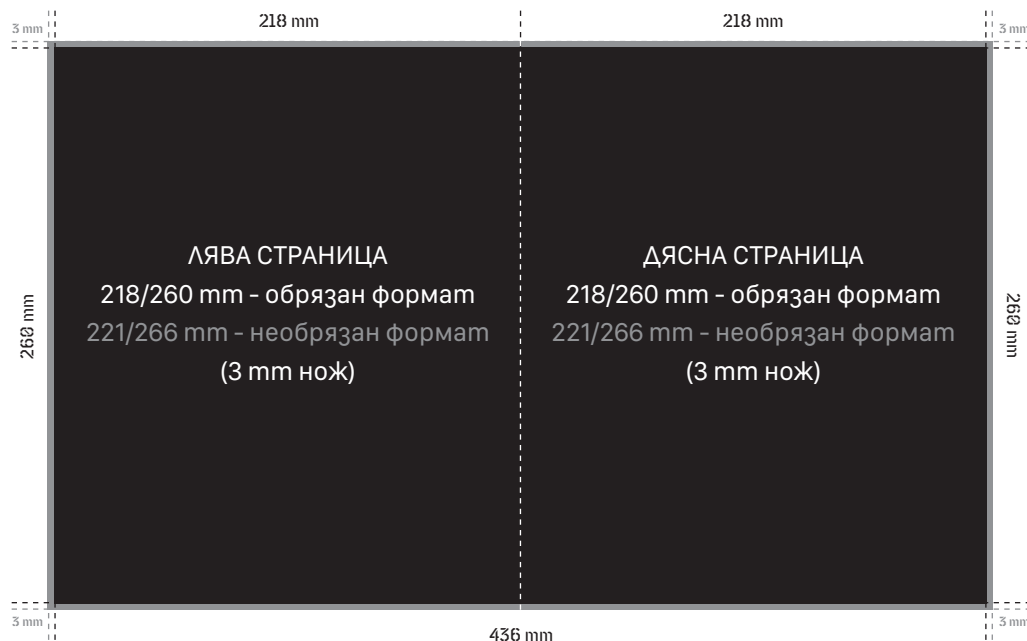 218 mm
218 mm
3 mm
3 mm
ЛЯВА СТРАНИЦА
218/260 mm - обрязан формат
221/266 mm - необрязан формат
(3 mm нож)
ДЯСНА СТРАНИЦА
218/260 mm - обрязан формат
221/266 mm - необрязан формат
(3 mm нож)
260 mm
260 mm
3 mm
3 mm
436 mm